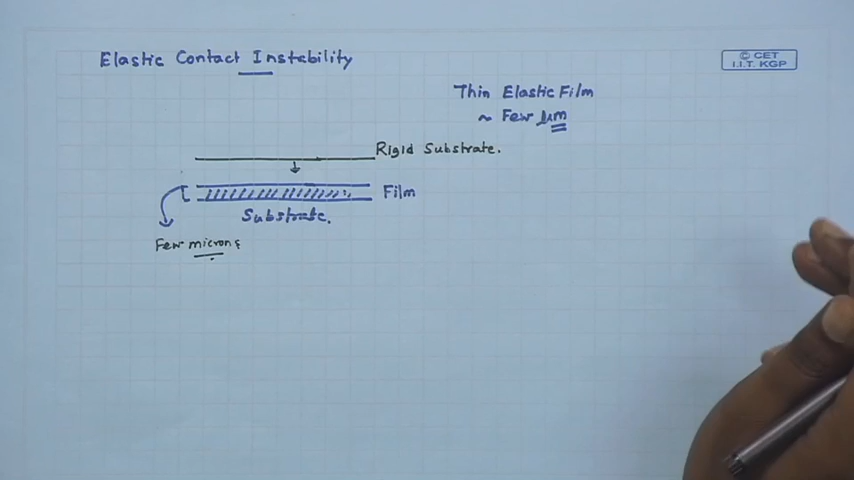 Elastic Contact Instability
© CET
I.I.T. KGP
Thin Elastic Film
~ Few μm
Rigid Substrate.
Film
Substrate.
Few microns